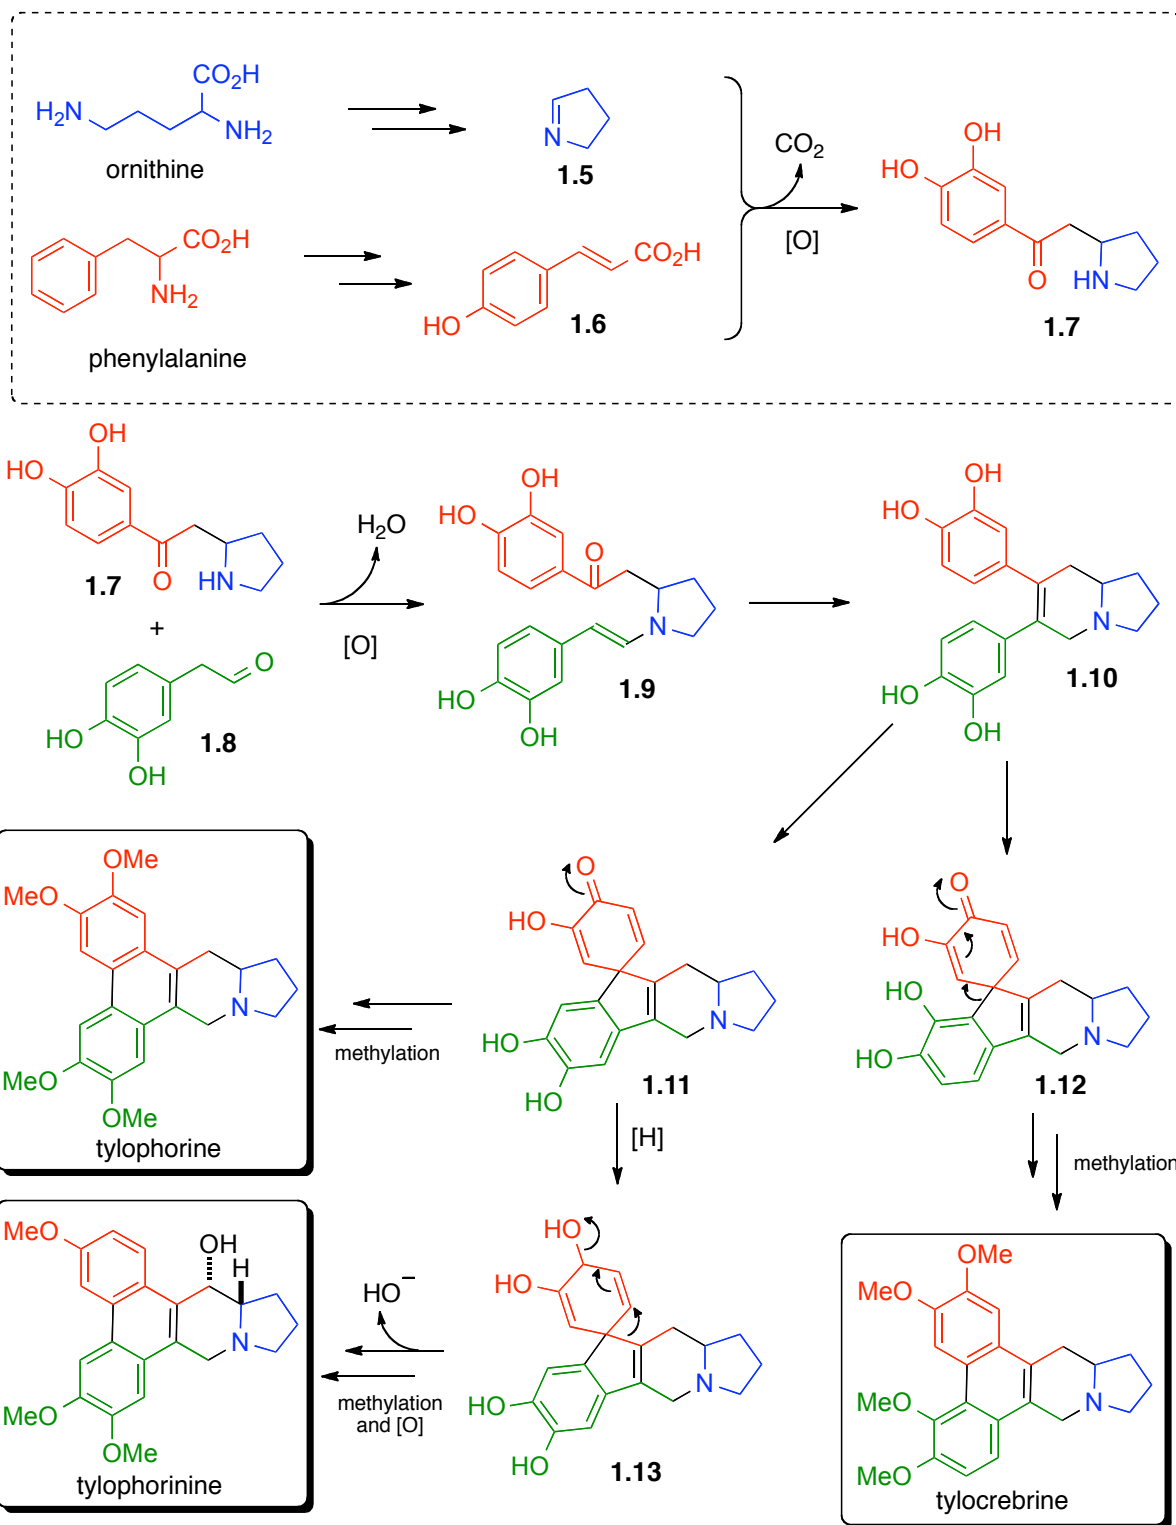 CO₂H
H₂N
NH₂
ornithine
N
1.5
CO₂
[O]
OH
HO
O
HN
1.7
CO₂H
NH₂
phenylalanine
CO₂H
HO
1.6
OH
HO
O
HN
1.7
+
O
HO
OH
1.8
H₂O
[O]
OH
HO
O
N
HO
OH
1.9
OH
HO
N
HO
OH
1.10
OMe
MeO
N
MeO
OMe
tylophorine
methylation
O
HO
N
HO
HO
1.11
[H]
O
HO
HO
HO
N
1.12
methylation
MeO
OH
H
N
MeO
OMe
tylophorinine
HO⁻
methylation
and [O]
HO
HO
N
HO
HO
1.13
OMe
MeO
MeO
N
MeO
tylocrebrine